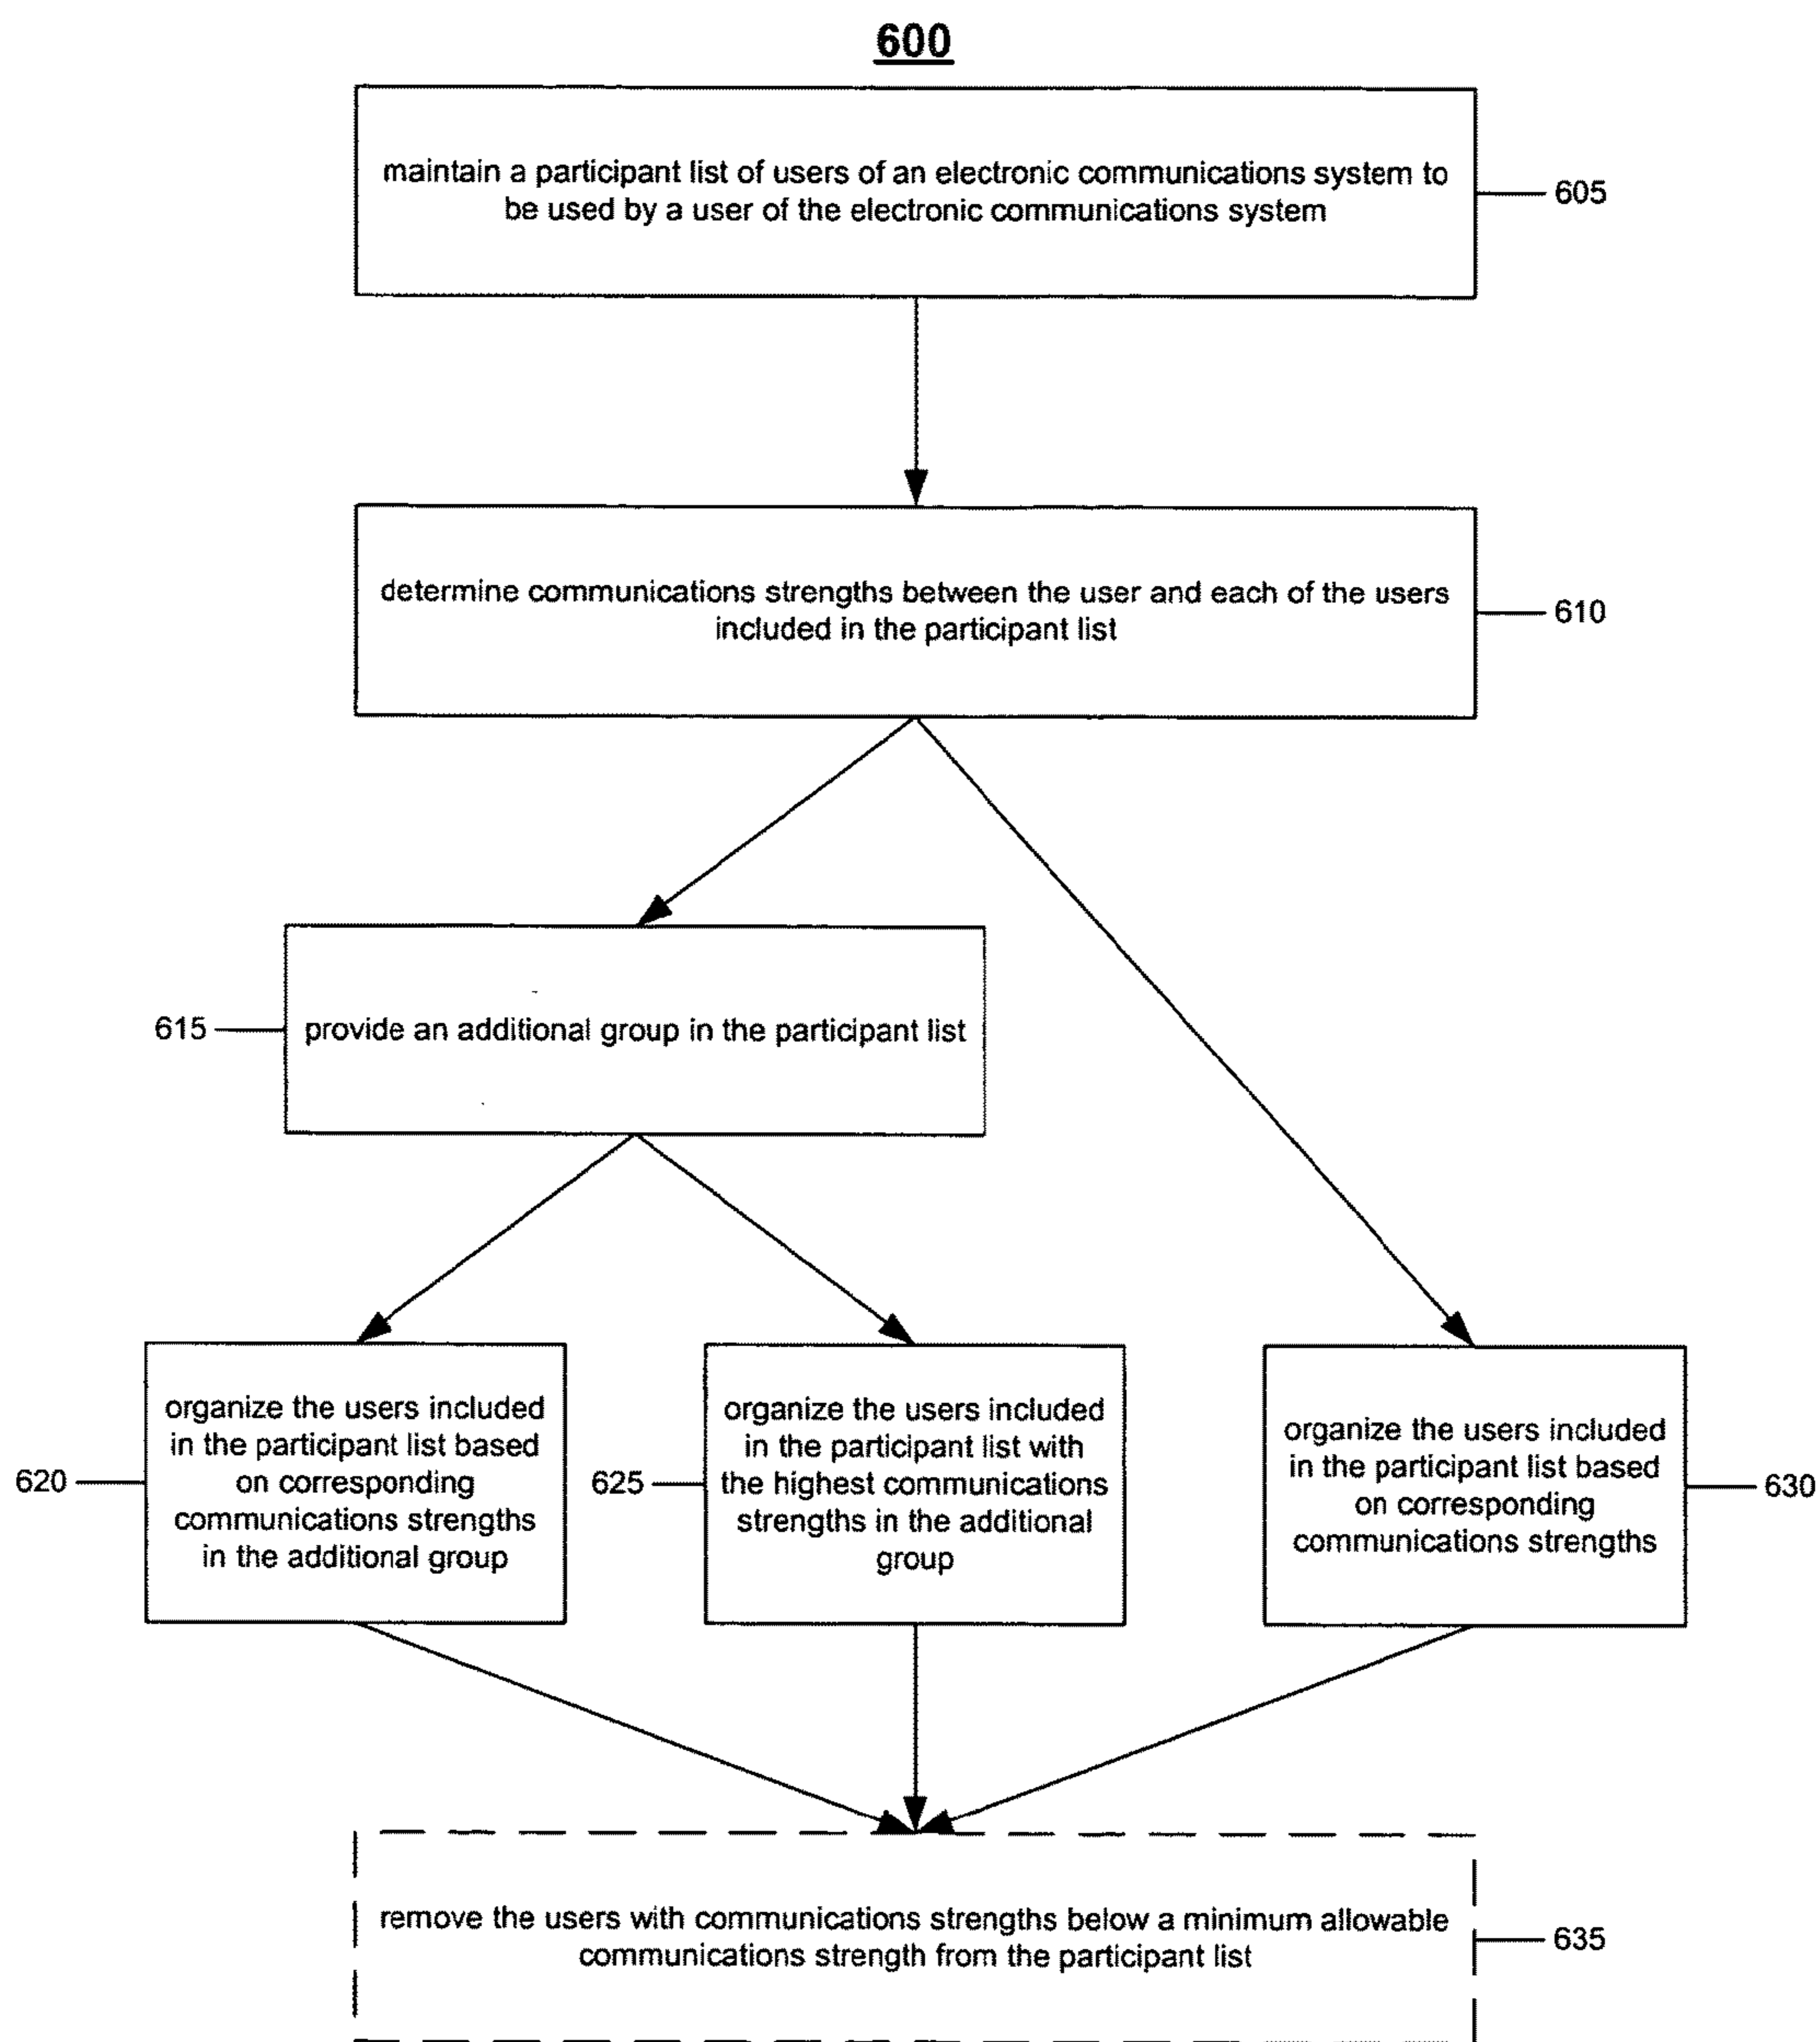 600
maintain a participant list of users of an electronic communications system to
be used by a user of the electronic communications system
605
determine communications strengths between the user and each of the users
included in the participant list
610
615
provide an additional group in the participant list
620
organize the users included
in the participant list based
on corresponding
communications strengths
in the additional group
625
organize the users included
in the participant list with
the highest communications
strengths in the additional
group
organize the users included
in the participant list based
on corresponding
communications strengths
630
remove the users with communications strengths below a minimum allowable
communications strength from the participant list
635